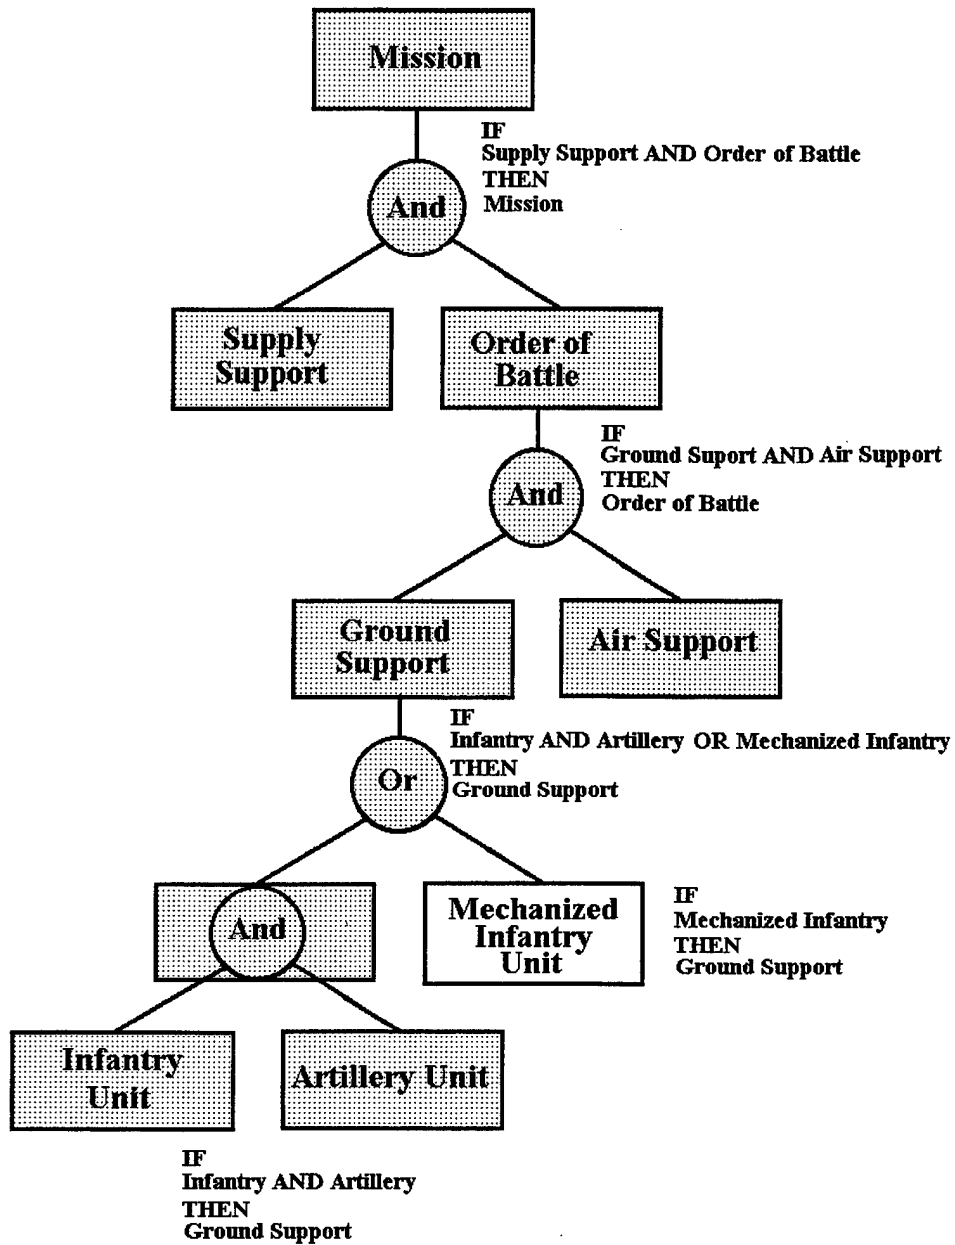 Mission
IF
Supply Support AND Order of Battle
THEN
Mission
And
Supply
Support
Order of
Battle
IF
Ground Suport AND Air Support
THEN
Order of Battle
And
Ground
Support
Air Support
IF
Infantry AND Artillery OR Mechanized Infantry
THEN
Ground Support
Or
And
Mechanized
Infantry
Unit
IF
Mechanized Infantry
THEN
Ground Support
Infantry
Unit
Artillery Unit
IF
Infantry AND Artillery
THEN
Ground Support